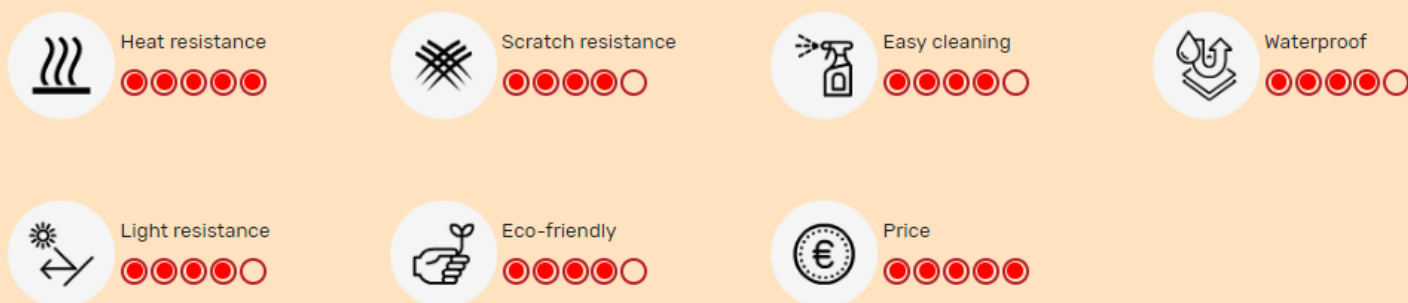 Heat resistance
Scratch resistance
Easy cleaning
Waterproof
Light resistance
Eco-friendly
Price
€